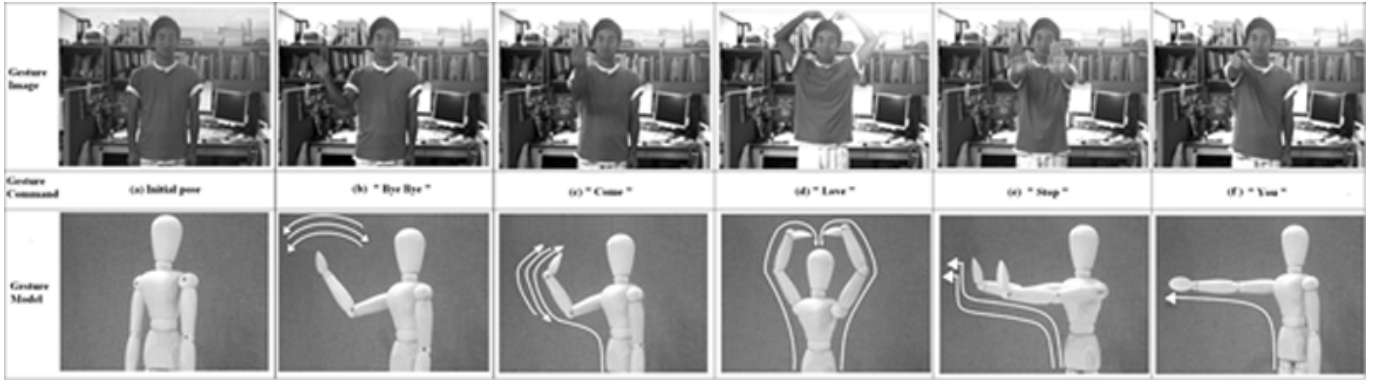 Gesture
Image
Gesture
Command
(a) Initial pose
(b) " Bye Bye "
(c) " Come "
(d) " Love "
(e) " Stop "
(f) " You "
Gesture
Model